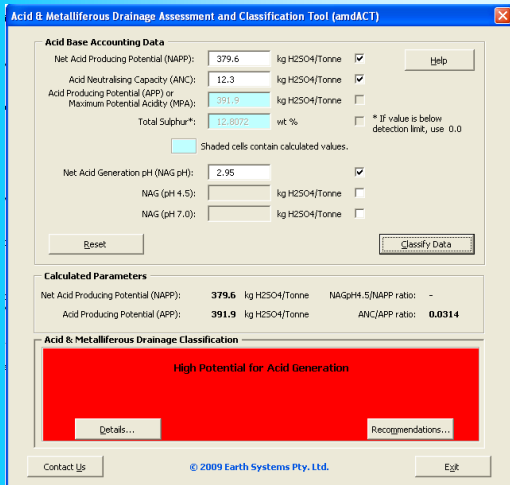 Acid & Metalliferous Drainage Assessment and Classification Tool (amdACT)
Acid Base Accounting Data
Net Acid Producing Potential (NAPP): 379.6 kg H2SO4/Tonne Help
Acid Neutralising Capacity (ANC): 12.3 kg H2SO4/Tonne
Acid Producing Potential (APP) or
Maximum Potential Acidity (MPA): 391.9 kg H2SO4/Tonne
Total Sulphur*: 12.8072 wt % * If value is below
detection limit, use 0.0
Shaded cells contain calculated values.
Net Acid Generation pH (NAG pH): 2.95
NAG (pH 4.5): kg H2SO4/Tonne
NAG (pH 7.0): kg H2SO4/Tonne
Reset Classify Data
Calculated Parameters
Net Acid Producing Potential (NAPP): 379.6 kg H2SO4/Tonne NAGpH4.5/NAPP ratio: -
Acid Producing Potential (APP): 391.9 kg H2SO4/Tonne ANC/APP ratio: 0.0314
Acid & Metalliferous Drainage Classification
High Potential for Acid Generation
Details... Recommendations...
Contact Us © 2009 Earth Systems Pty. Ltd. Exit